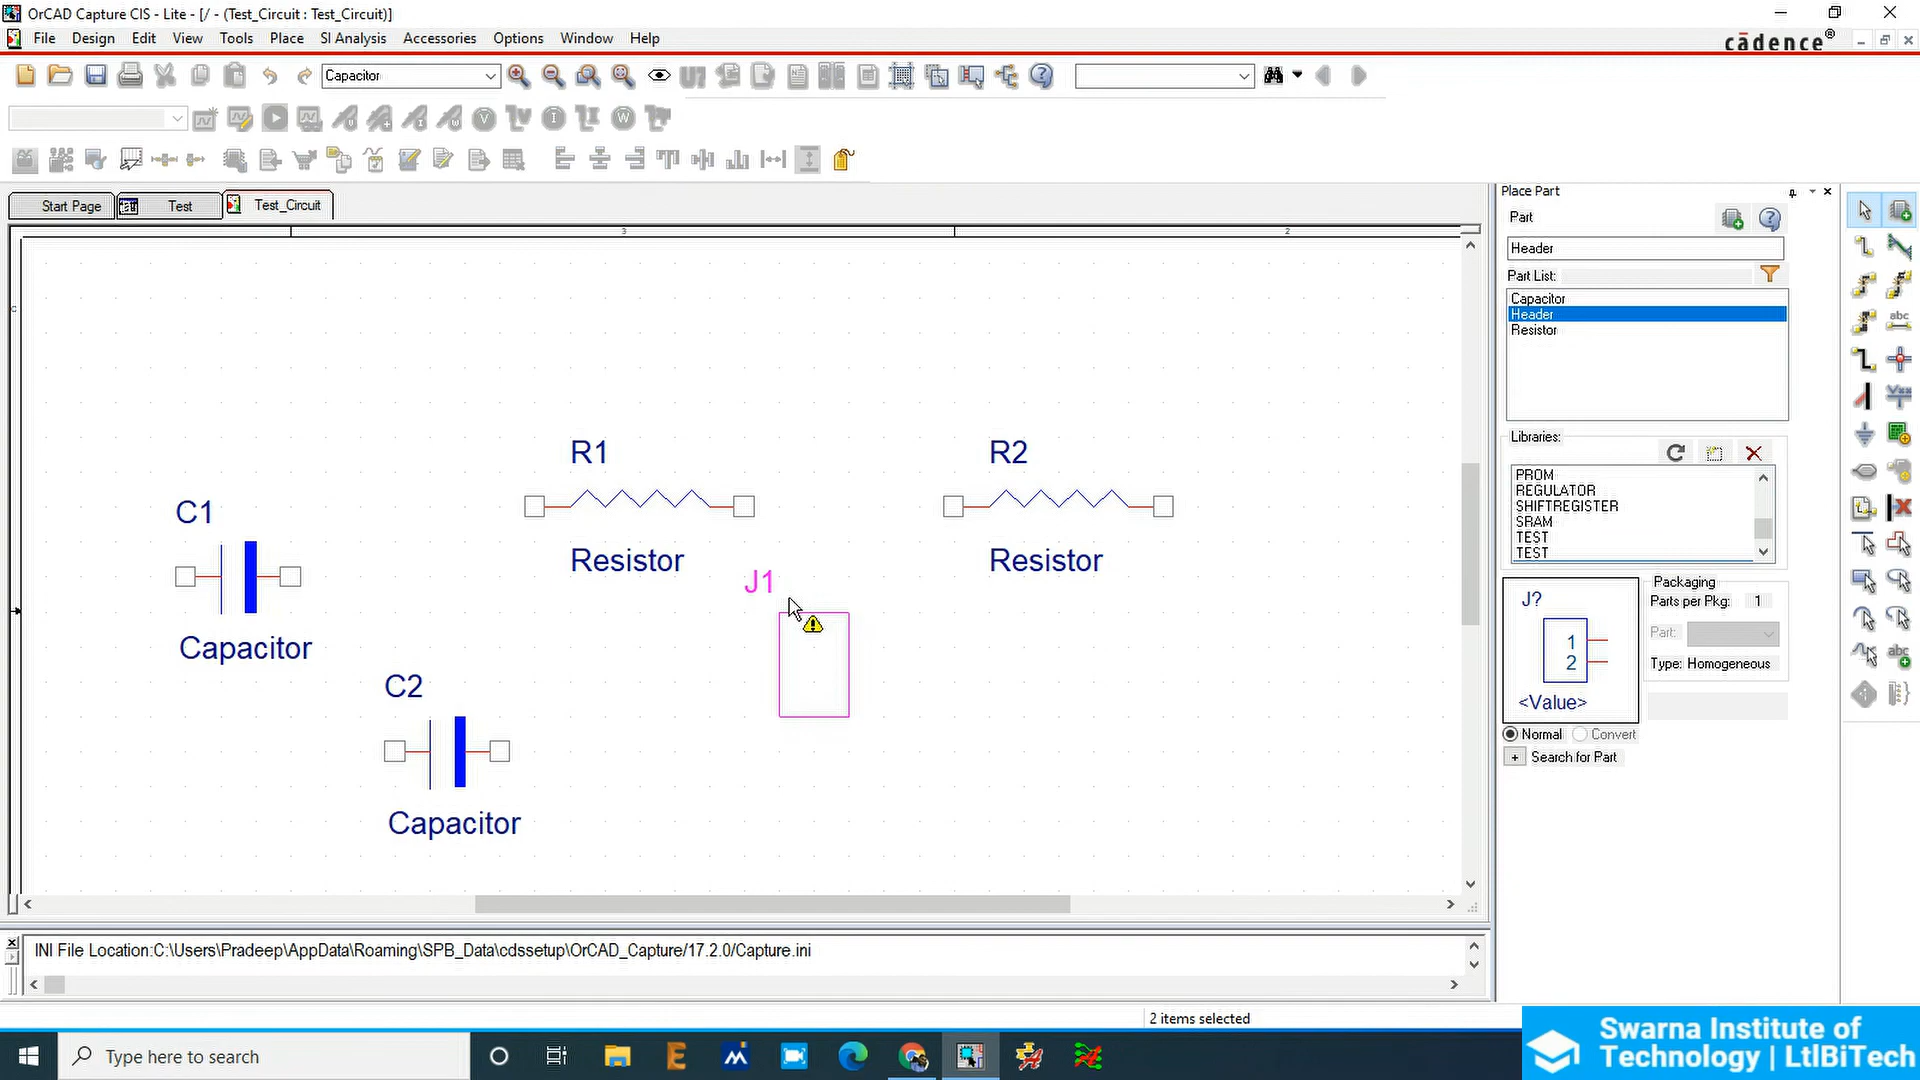 OrCAD Capture CIS - Lite - [/ - (Test_Circuit : Test_Circuit)]
File Design Edit View Tools Place SI Analysis Accessories Options Window Help
cādence®
Capacitor
Start Page Test Test_Circuit
3 2
C
R1
Resistor
R2
Resistor
C1
Capacitor
J1
C2
Capacitor
Place Part
Part
Header
Part List:
Capacitor
Header
Resistor
Libraries:
PROM
REGULATOR
SHIFTREGISTER
SRAM
TEST
TEST
J?
1
2
<Value>
Packaging
Parts per Pkg: 1
Part:
Type: Homogeneous
Normal Convert
+ Search for Part
INI File Location:C:\Users\Pradeep\AppData\Roaming\SPB_Data\cdssetup\OrCAD_Capture/17.2.0/Capture.ini
2 items selected
Type here to search
Swarna Institute of
Technology | LtlBiTech